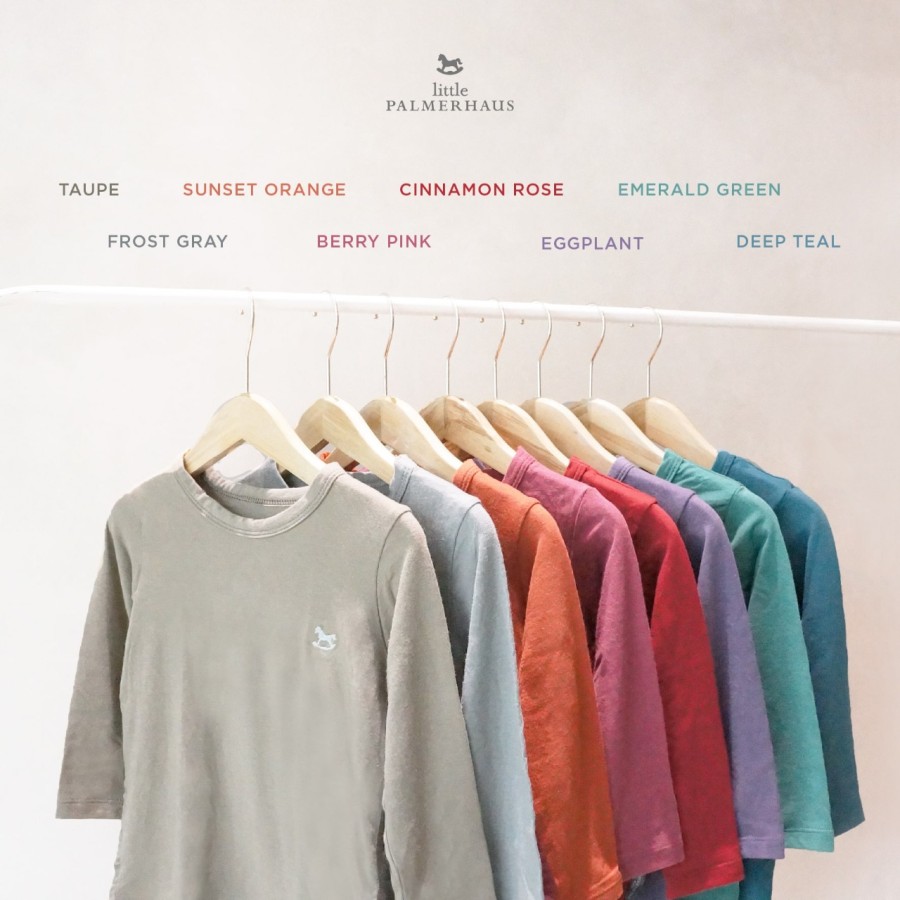 little
PALMERHAUS
TAUPE SUNSET ORANGE CINNAMON ROSE EMERALD GREEN
FROST GRAY BERRY PINK EGGPLANT DEEP TEAL